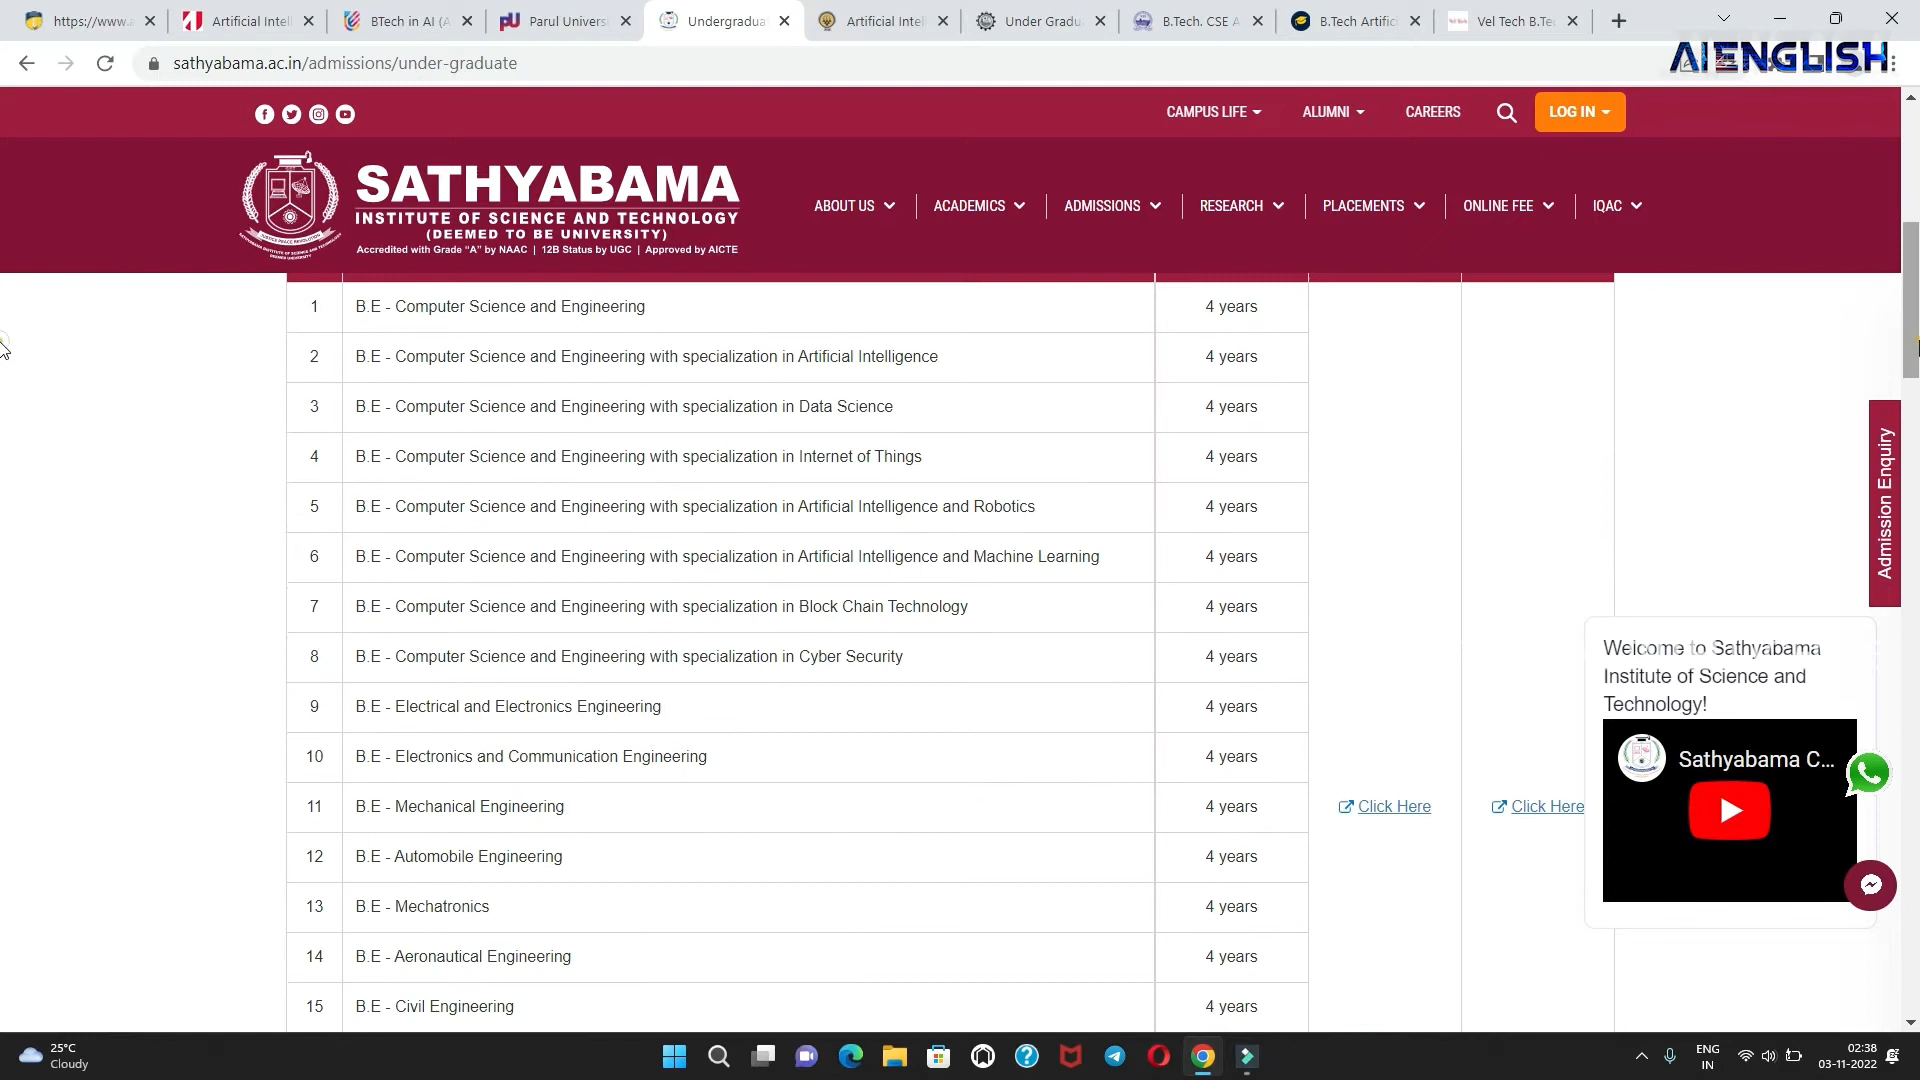 https://www.a
Artificial Intell
BTech in AI (A
Parul Universi
Undergradua
Artificial Intel
Under Gradu
B.Tech. CSE A
B.Tech Artific
Vel Tech B.Te
sathyabama.ac.in/admissions/under-graduate
AIENGLISH
CAMPUS LIFE
ALUMNI
CAREERS
LOG IN
SATHYABAMA
INSTITUTE OF SCIENCE AND TECHNOLOGY
(DEEMED TO BE UNIVERSITY)
Accredited with Grade “A” by NAAC | 12B Status by UGC | Approved by AICTE
ABOUT US
ACADEMICS
ADMISSIONS
RESEARCH
PLACEMENTS
ONLINE FEE
IQAC
1 B.E - Computer Science and Engineering 4 years
2 B.E - Computer Science and Engineering with specialization in Artificial Intelligence 4 years
3 B.E - Computer Science and Engineering with specialization in Data Science 4 years
4 B.E - Computer Science and Engineering with specialization in Internet of Things 4 years
5 B.E - Computer Science and Engineering with specialization in Artificial Intelligence and Robotics 4 years
6 B.E - Computer Science and Engineering with specialization in Artificial Intelligence and Machine Learning 4 years
7 B.E - Computer Science and Engineering with specialization in Block Chain Technology 4 years
8 B.E - Computer Science and Engineering with specialization in Cyber Security 4 years
9 B.E - Electrical and Electronics Engineering 4 years
10 B.E - Electronics and Communication Engineering 4 years
11 B.E - Mechanical Engineering 4 years Click Here Click Here
12 B.E - Automobile Engineering 4 years
13 B.E - Mechatronics 4 years
14 B.E - Aeronautical Engineering 4 years
15 B.E - Civil Engineering 4 years
Admission Enquiry
Welcome to Sathyabama
Institute of Science and
Technology!
Sathyabama C...
25°C
Cloudy
ENG
IN
02:38
03-11-2022